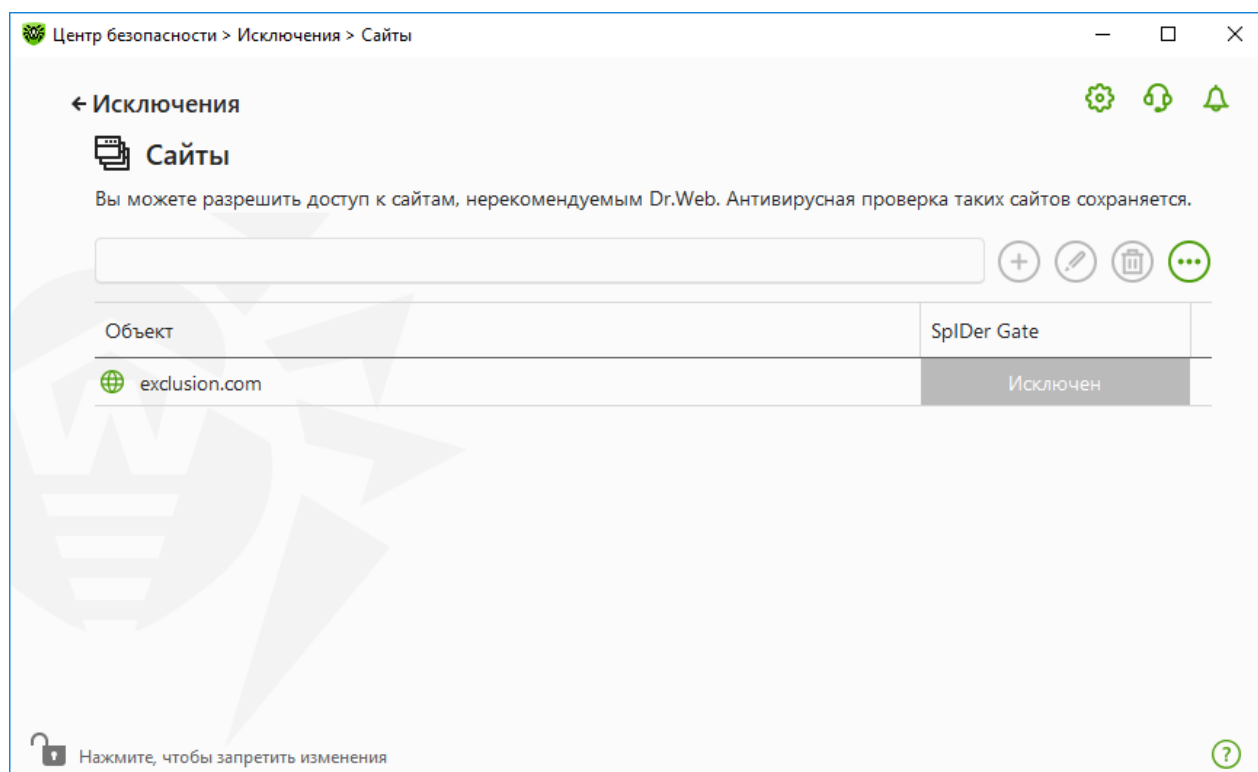 Центр безопасности > Исключения > Сайты
Исключения
Сайты
Вы можете разрешить доступ к сайтам, нерекомендуемым Dr.Web. Антивирусная проверка таких сайтов сохраняется.
Объект SpIDer Gate
exclusion.com Исключен
Нажмите, чтобы запретить изменения